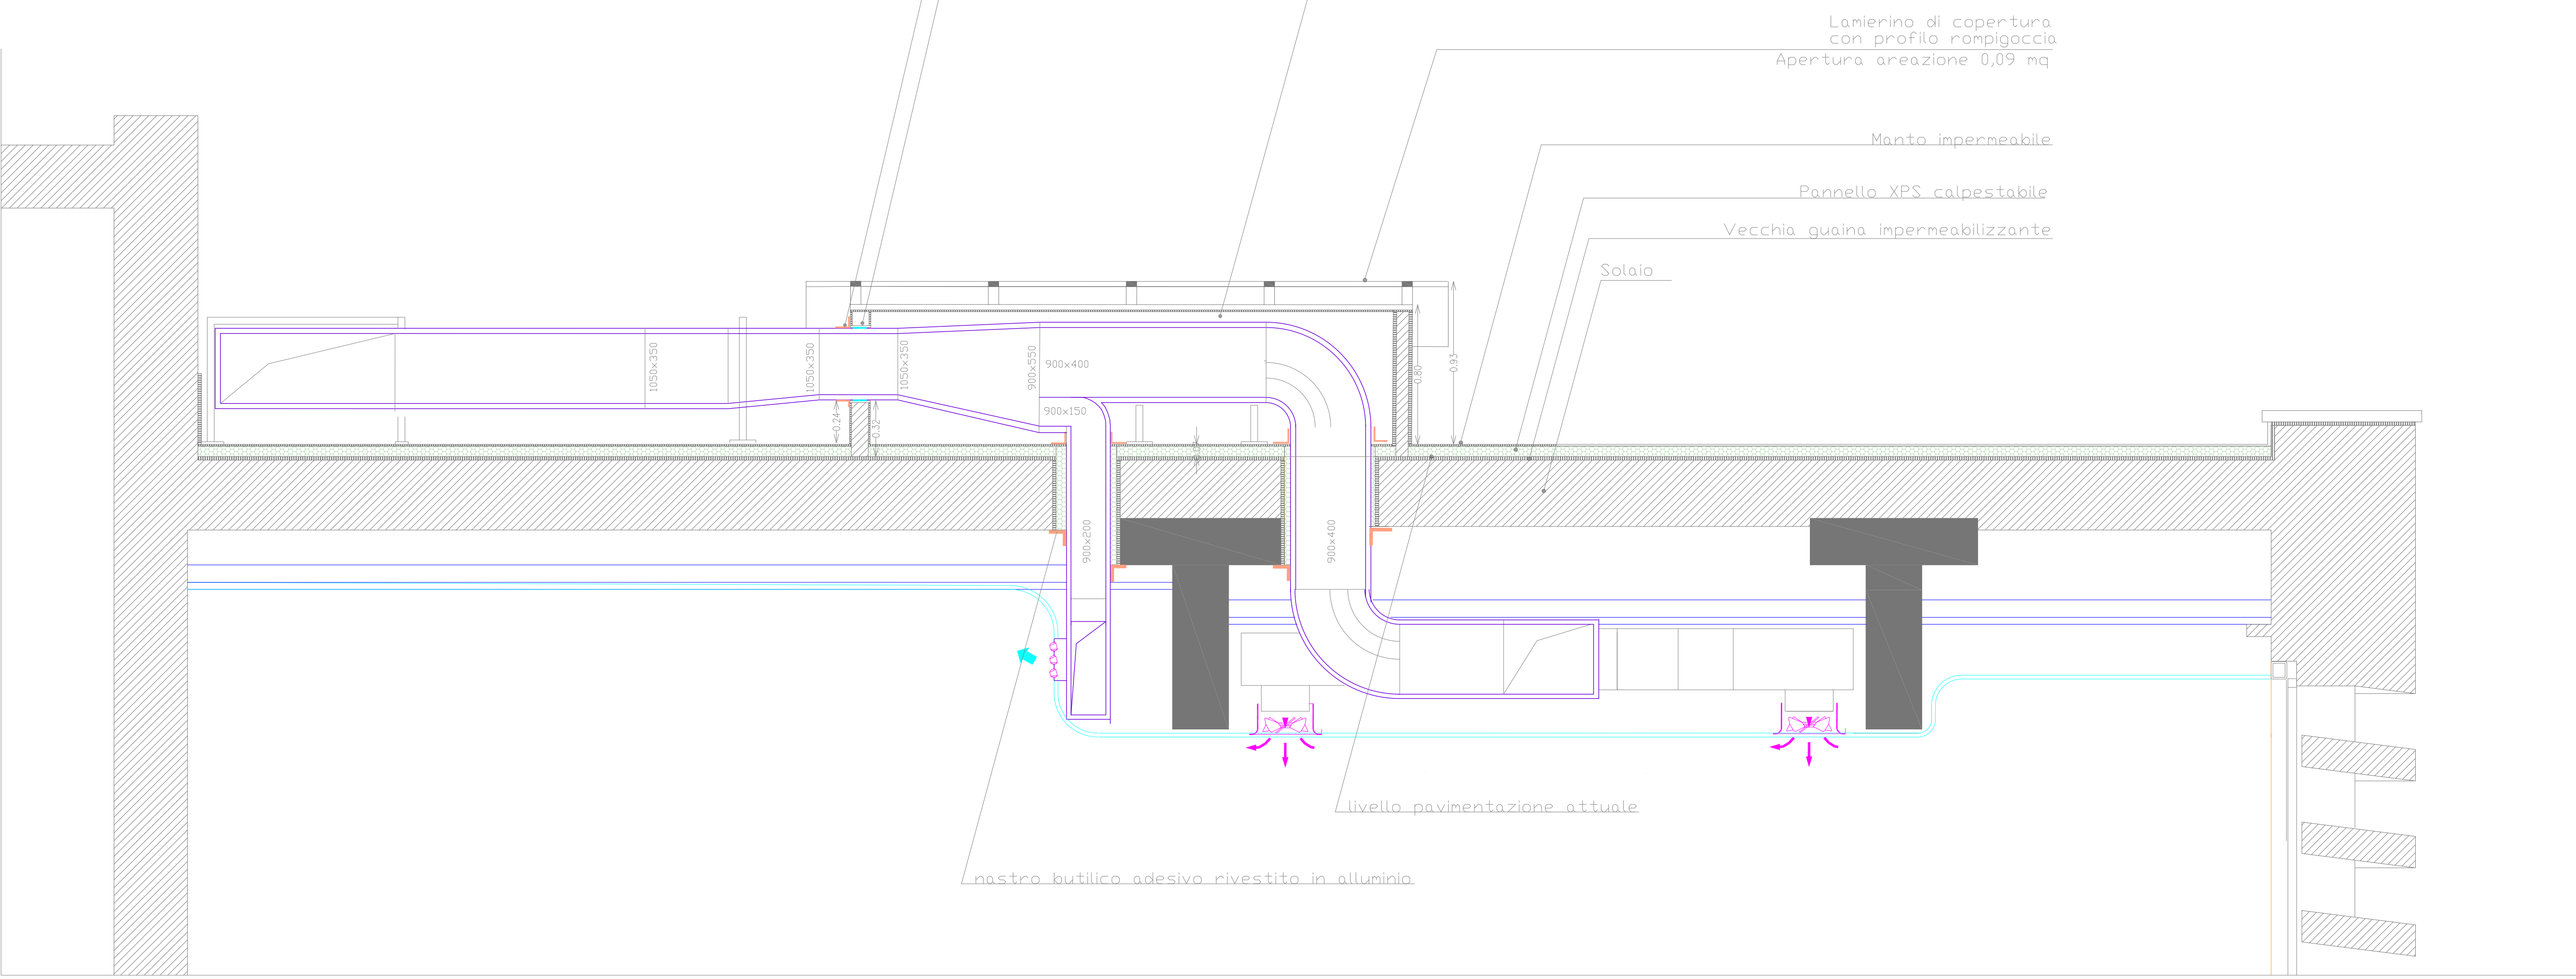 Lamierino di copertura
con profilo rompigoccia
Apertura areazione 0,09 mq
Manto impermeabile
Pannello XPS calpestabile
Vecchia guaina impermeabilizzante
Solaio
1050x350
1050x350
1050x350
900x550
900x400
900x150
0.80
0.93
0.24
0.32
900x200
900x400
livello pavimentazione attuale
nastro butilico adesivo rivestito in alluminio